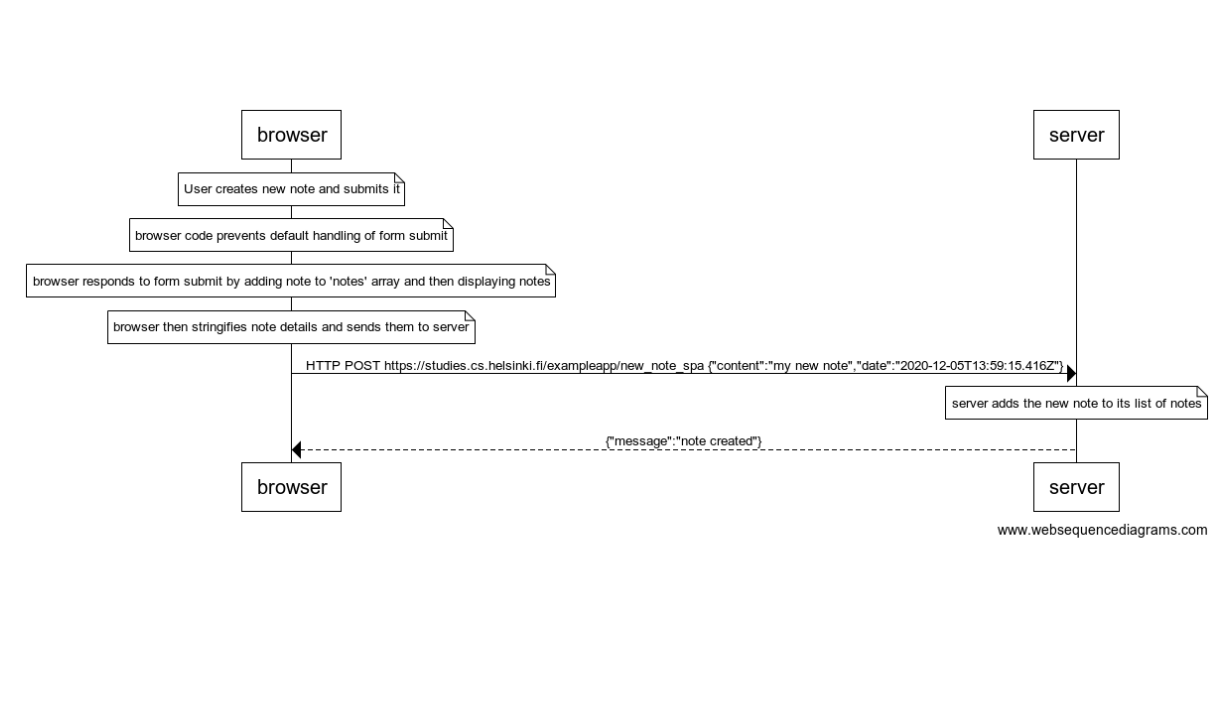 browser
server
User creates new note and submits it
browser code prevents default handling of form submit
browser responds to form submit by adding note to 'notes' array and then displaying notes
browser then stringifies note details and sends them to server
HTTP POST https://studies.cs.helsinki.fi/exampleapp/new_note_spa {"content":"my new note","date":"2020-12-05T13:59:15.416Z"}
server adds the new note to its list of notes
{"message":"note created"}
browser
server
www.websequencediagrams.com